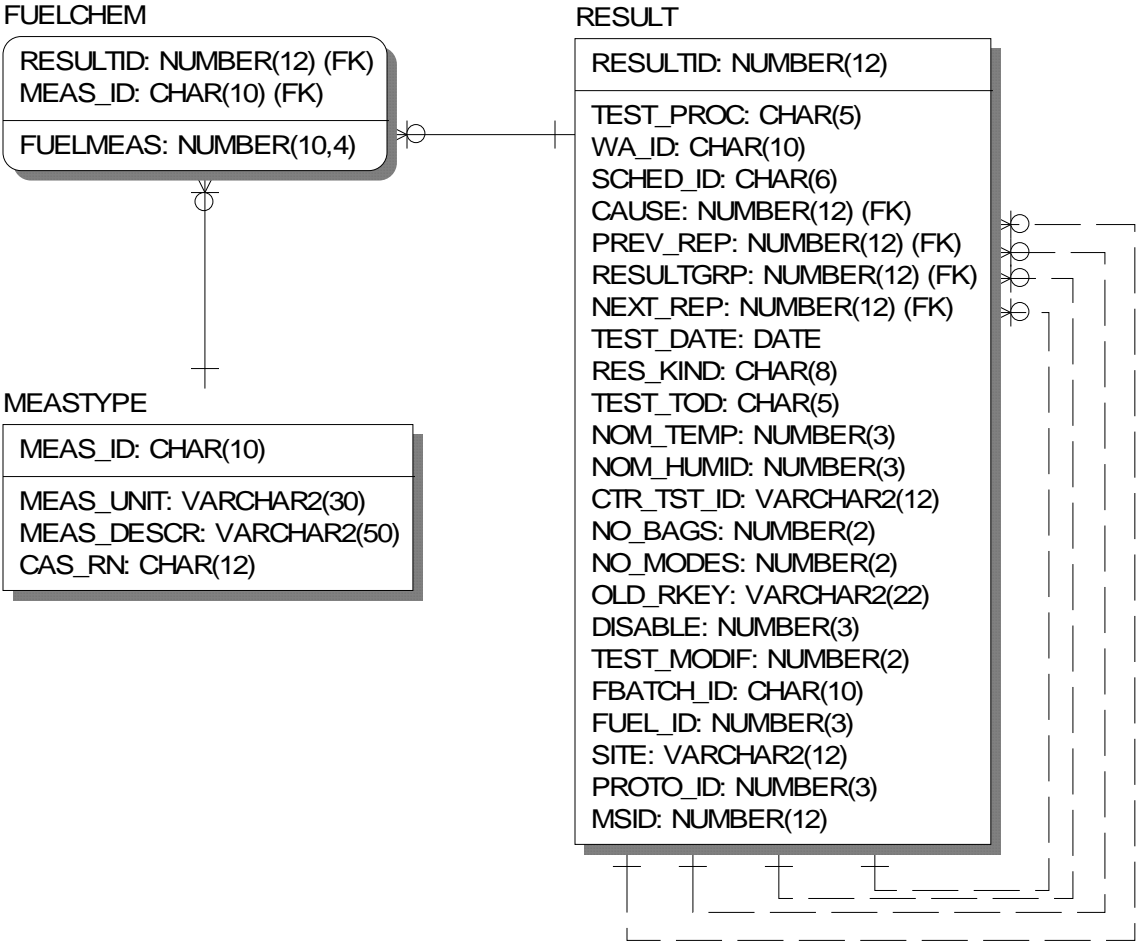 FUELCHEM
RESULTID: NUMBER(12) (FK)
MEAS_ID: CHAR(10) (FK)
FUELMEAS: NUMBER(10,4)
MEASTYPE
MEAS_ID: CHAR(10)
MEAS_UNIT: VARCHAR2(30)
MEAS_DESCR: VARCHAR2(50)
CAS_RN: CHAR(12)
RESULT
RESULTID: NUMBER(12)
TEST_PROC: CHAR(5)
WA_ID: CHAR(10)
SCHED_ID: CHAR(6)
CAUSE: NUMBER(12) (FK)
PREV_REP: NUMBER(12) (FK)
RESULTGRP: NUMBER(12) (FK)
NEXT_REP: NUMBER(12) (FK)
TEST_DATE: DATE
RES_KIND: CHAR(8)
TEST_TOD: CHAR(5)
NOM_TEMP: NUMBER(3)
NOM_HUMID: NUMBER(3)
CTR_TST_ID: VARCHAR2(12)
NO_BAGS: NUMBER(2)
NO_MODES: NUMBER(2)
OLD_RKEY: VARCHAR2(22)
DISABLE: NUMBER(3)
TEST_MODIF: NUMBER(2)
FBATCH_ID: CHAR(10)
FUEL_ID: NUMBER(3)
SITE: VARCHAR2(12)
PROTO_ID: NUMBER(3)
MSID: NUMBER(12)